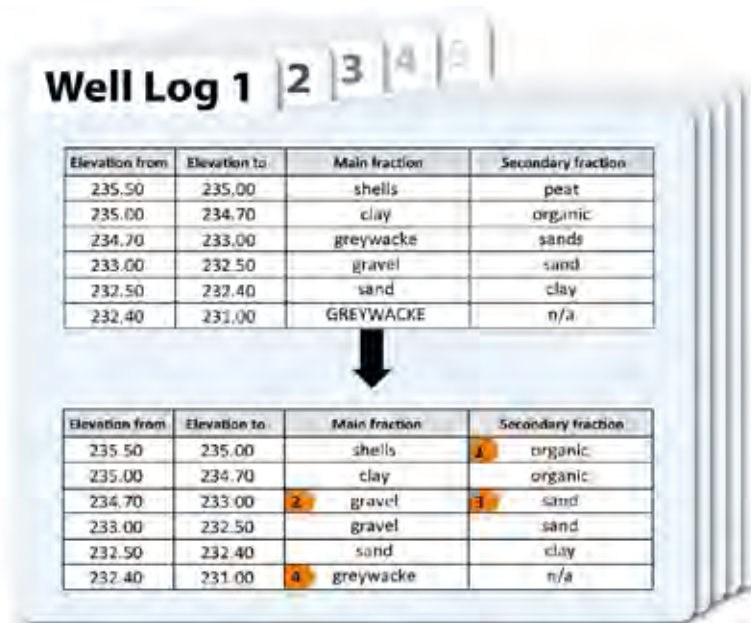 Well Log 1 2 3 4 5
Elevation from Elevation to Main fraction Secondary fraction
235.50 235.00 shells peat
235.00 234.70 clay organic
234.70 233.00 greywacke sands
233.00 232.50 gravel sand
232.50 232.40 sand clay
232.40 231.00 GREYWACKE n/a
Elevation from Elevation to Main fraction Secondary fraction
235.50 235.00 shells 1 organic
235.00 234.70 clay organic
234.70 233.00 2 gravel 3 sand
233.00 232.50 gravel sand
232.50 232.40 sand clay
232.40 231.00 4 greywacke n/a